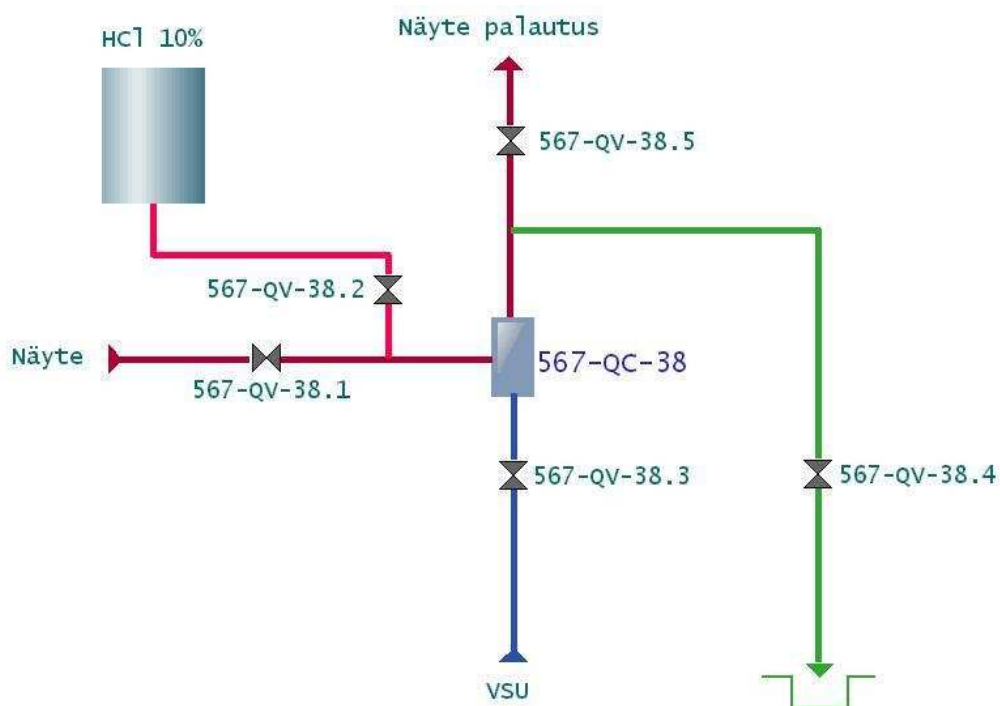 Näyte palautus
HCl 10%
567-QV-38.5
567-QV-38.2
Näyte
567-QC-38
567-QV-38.1
567-QV-38.3
567-QV-38.4
VSU